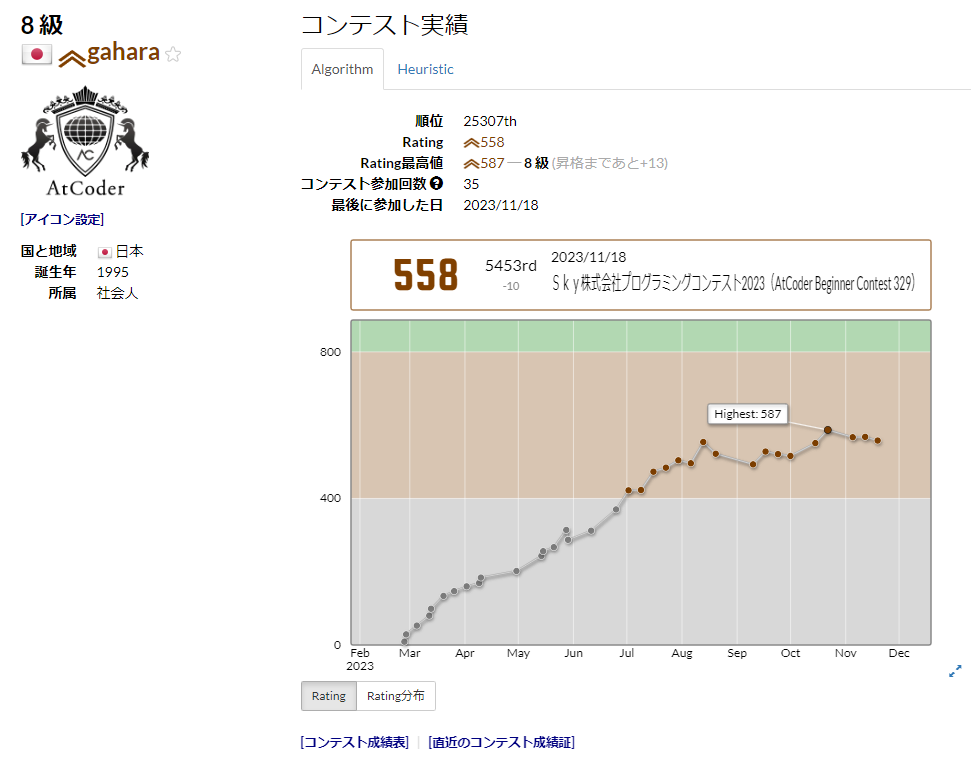 8 級
gahara
AtCoder
[アイコン設定]
国と地域 日本
誕生年 1995
所属 社会人
コンテスト実績
Algorithm Heuristic
順位 25307th
Rating 558
Rating最高値 587 ― 8 級 (昇格まであと+13)
コンテスト参加回数 ? 35
最後に参加した日 2023/11/18
558
5453rd
-10
2023/11/18
Ｓｋｙ株式会社プログラミングコンテスト2023（AtCoder Beginner Contest 329）
800
400
0
Highest: 587
Feb Mar Apr May Jun Jul Aug Sep Oct Nov Dec
2023
Rating Rating分布
[コンテスト成績表] | [直近のコンテスト成績証]